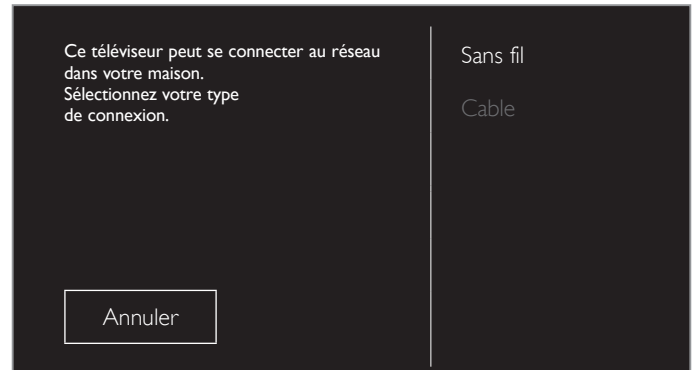 Ce téléviseur peut se connecter au réseau
dans votre maison.
Sélectionnez votre type
de connexion.
Annuler
Sans fil
Cable